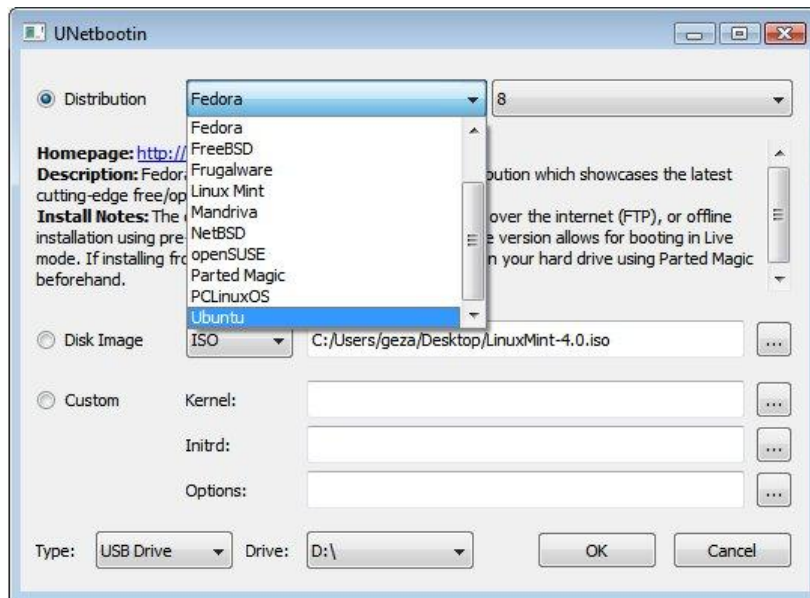 UNetbootin
Distribution Fedora 8
Fedora
FreeBSD
Frugalware
Linux Mint
Mandriva
NetBSD
openSUSE
Parted Magic
PCLinuxOS
Ubuntu
Homepage: http://
Description: Fedor bution which showcases the latest
cutting-edge free/op
Install Notes: The over the internet (FTP), or offline
installation using pre e version allows for booting in Live
mode. If installing fro n your hard drive using Parted Magic
beforehand.
Disk Image ISO C:/Users/geza/Desktop/LinuxMint-4.0.iso ...
Custom Kernel: ...
Initrd: ...
Options: ...
Type: USB Drive Drive: D:\ OK Cancel